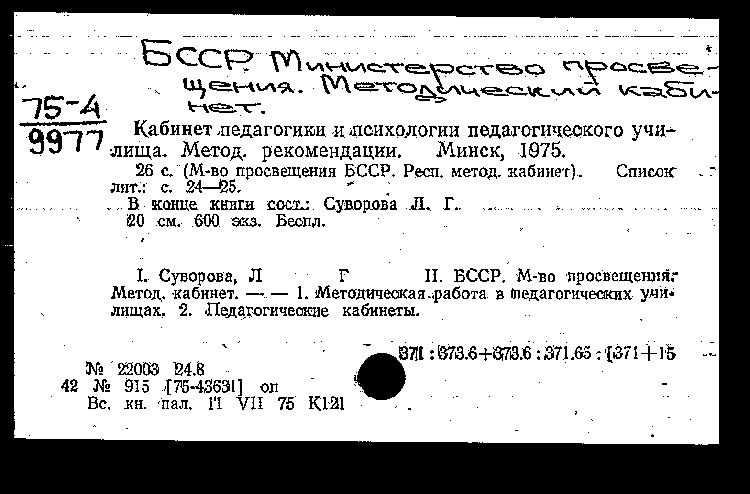 БССР. Министерство просве-
щения. Методический каби-
нет.
75-4
9977
Кабинет педагогики и психологии педагогического учи-
лища. Метод. рекомендации. Минск, 1975.
26 с. (М-во просвещения БССР. Респ. метод. кабинет). Список
лит.: с. 24—25.
В конце книги сост.: Суворова Л. Г.
20 см. 600 экз. Беспл.
I. Суворова, Л Г II. БССР. М-во просвещения.
Метод. кабинет. — — 1. Методическая работа в педагогических учи-
лищах. 2. Педагогические кабинеты.
371:373.6+373.6:371.65:[371+15
№ 22003 24.8
42 № 915 [75-43631] оп
Вс. кн. пал. 11 VII 75 К121